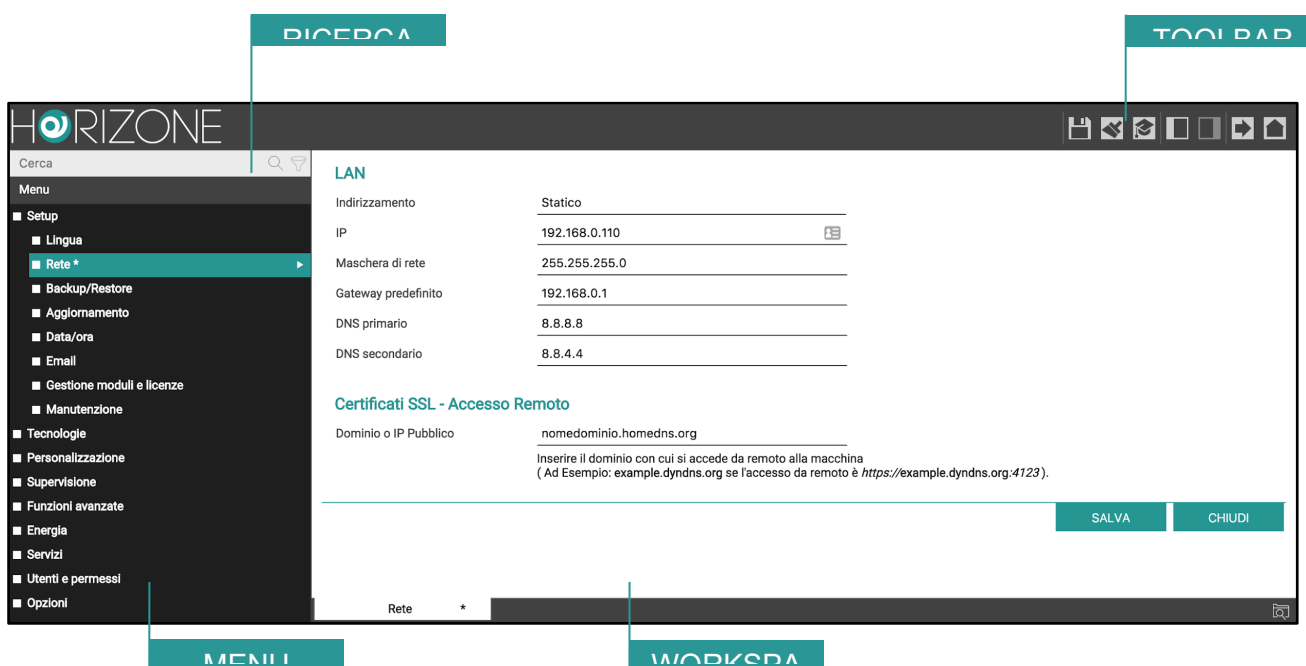 RICERCA
TOOLBAR
HORIZONE
Cerca
Menu
Setup
Lingua
Rete *
Backup/Restore
Aggiornamento
Data/ora
Email
Gestione moduli e licenze
Manutenzione
Tecnologie
Personalizzazione
Supervisione
Funzioni avanzate
Energia
Servizi
Utenti e permessi
Opzioni
LAN
Indirizzamento Statico
IP 192.168.0.110
Maschera di rete 255.255.255.0
Gateway predefinito 192.168.0.1
DNS primario 8.8.8.8
DNS secondario 8.8.4.4
Certificati SSL - Accesso Remoto
Dominio o IP Pubblico nomedominio.homedns.org
Inserire il dominio con cui si accede da remoto alla macchina
( Ad Esempio: example.dyndns.org se l'accesso da remoto è https://example.dyndns.org:4123 ).
SALVA CHIUDI
Rete *
MENU
WORKSPA